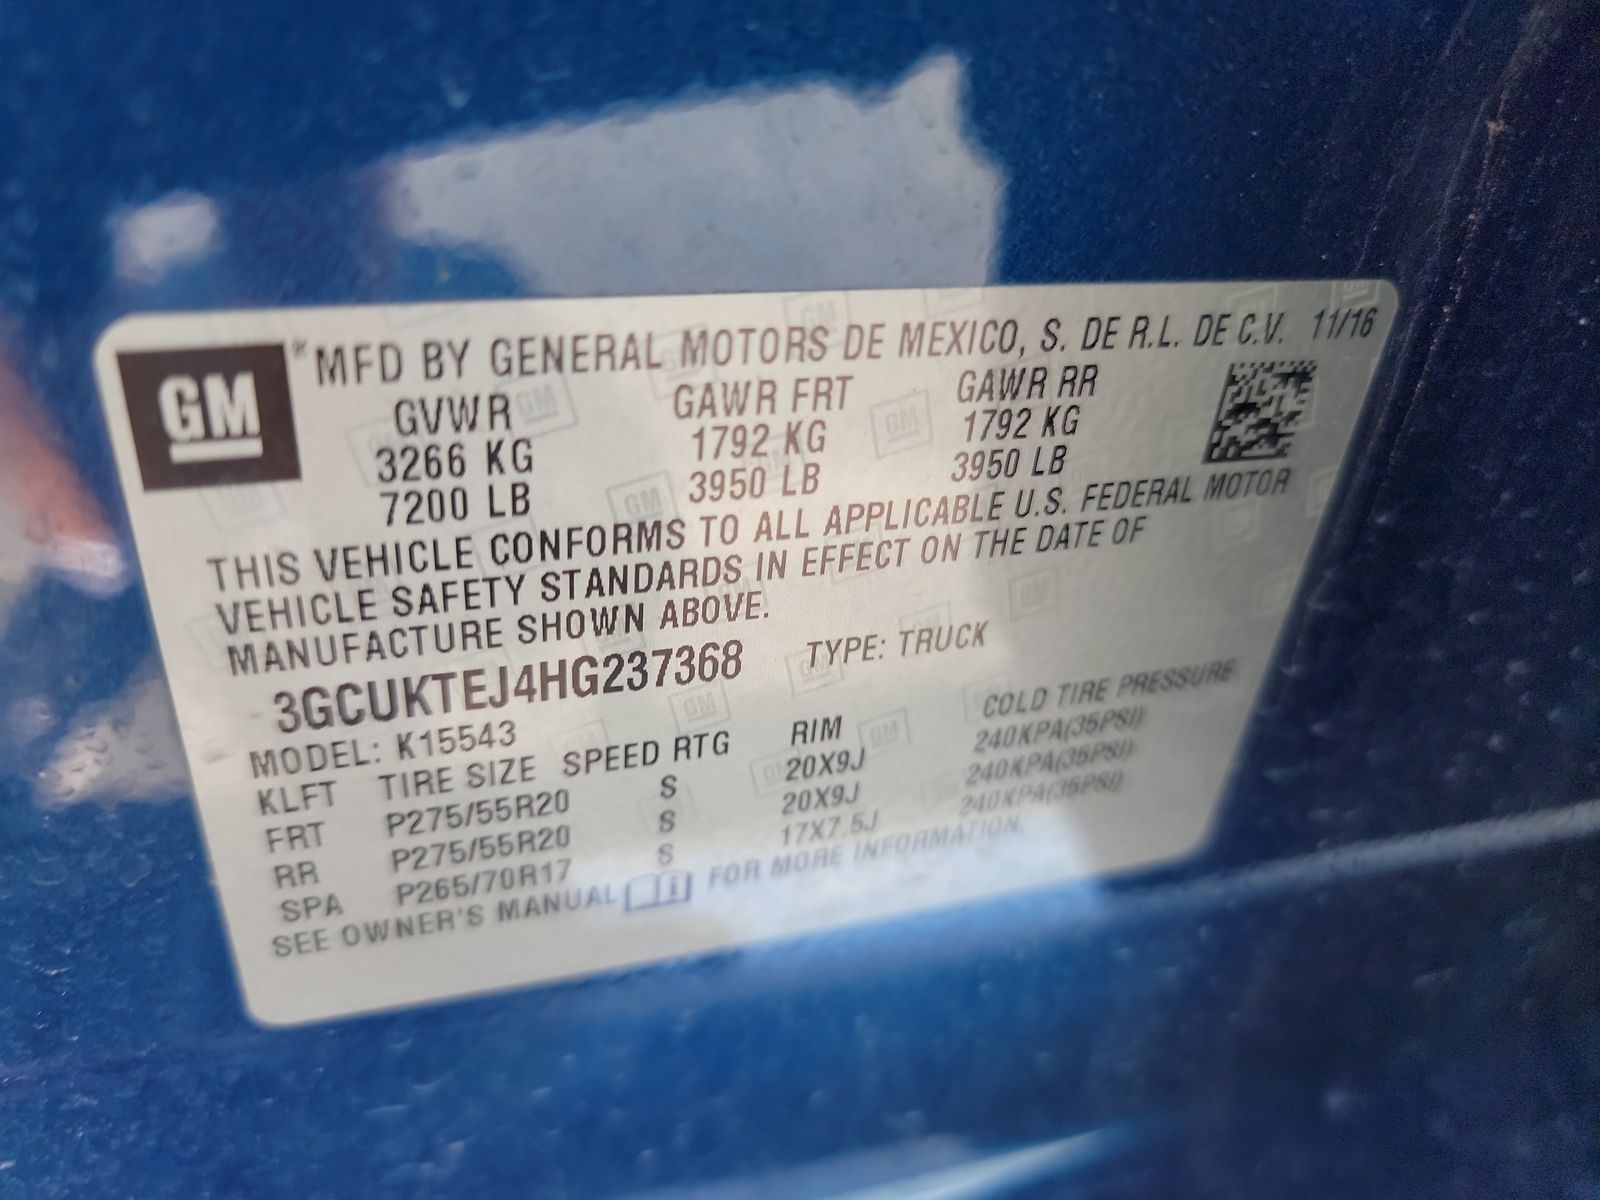 GM
MFD BY GENERAL MOTORS DE MEXICO, S. DE R.L. DE C.V. 11/16
GVWR GAWR FRT GAWR RR
3266 KG 1792 KG 1792 KG
7200 LB 3950 LB 3950 LB
THIS VEHICLE CONFORMS TO ALL APPLICABLE U.S. FEDERAL MOTOR
VEHICLE SAFETY STANDARDS IN EFFECT ON THE DATE OF
MANUFACTURE SHOWN ABOVE.
3GCUKTEJ4HG237368 TYPE: TRUCK
MODEL: K15543
KLFT TIRE SIZE SPEED RTG RIM COLD TIRE PRESSURE
FRT P275/55R20 S 20X9J 240KPA(35PSI)
RR P275/55R20 S 20X9J 240KPA(35PSI)
SPA P265/70R17 S 17X7.5J 240KPA(35PSI)
SEE OWNER'S MANUAL FOR MORE INFORMATION.